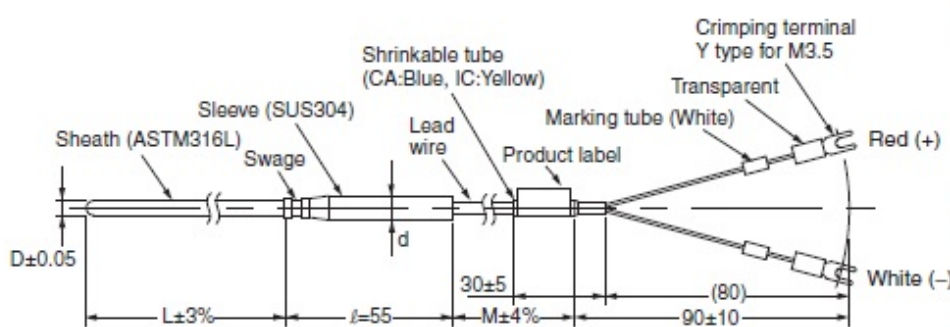 Crimping terminal
Y type for M3.5
Shrinkable tube
(CA:Blue, IC:Yellow)
Transparent
Sleeve (SUS304)
Marking tube (White)
Sheath (ASTM316L)
Lead
wire
Red (+)
Swage
Product label
D±0.05
d
30±5
(80)
White (–)
L±3%
ℓ=55
M±4%
90±10